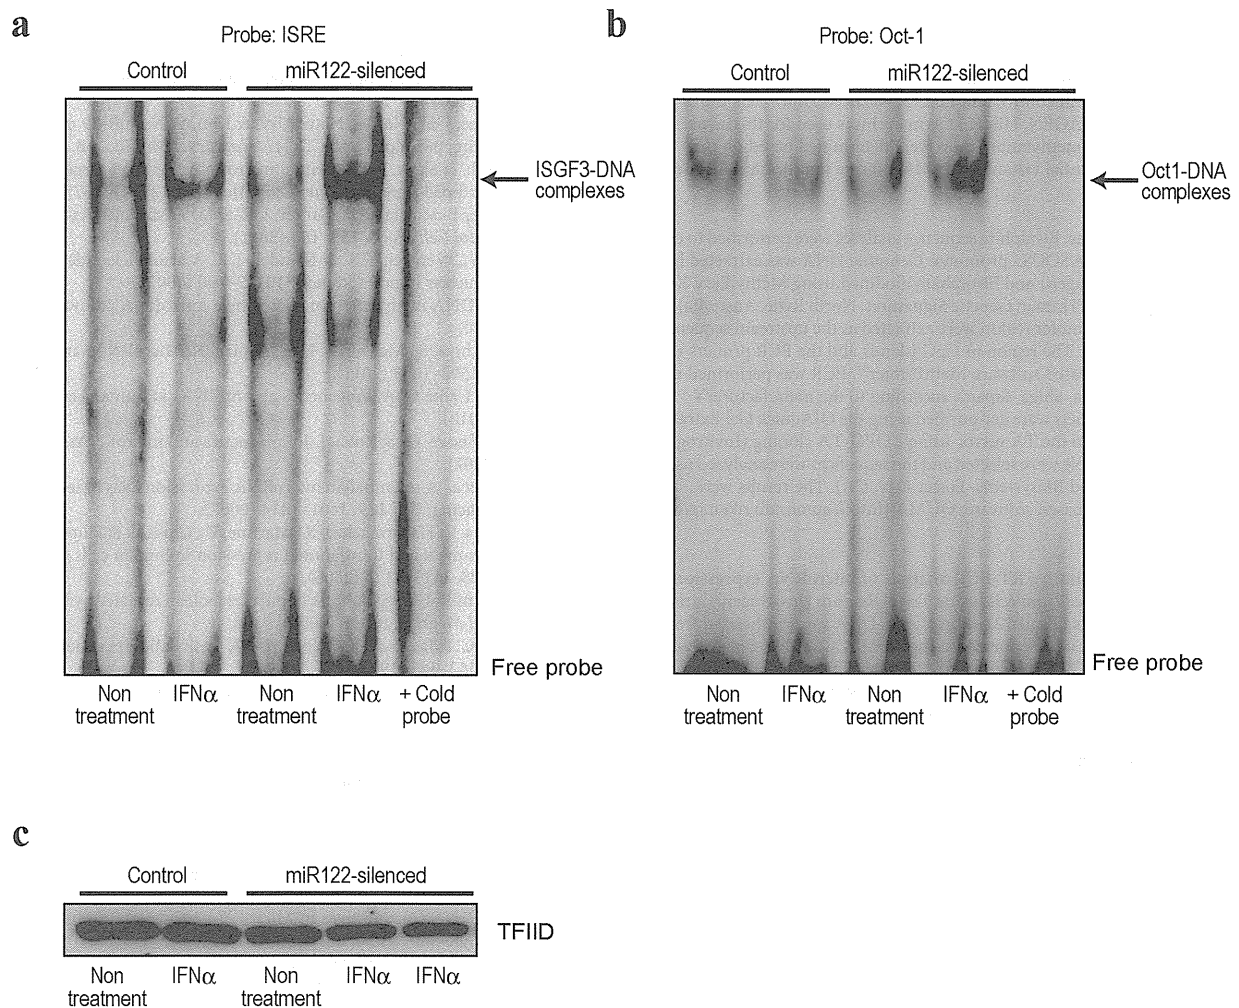 a
Probe: ISRE
Control
miR122-silenced
ISGF3-DNA
complexes
Free probe
Non
treatment
IFNα
Non
treatment
IFNα
+ Cold
probe
b
Probe: Oct-1
Control
miR122-silenced
Oct1-DNA
complexes
Free probe
Non
treatment
IFNα
Non
treatment
IFNα
+ Cold
probe
c
Control
miR122-silenced
TFIID
Non
treatment
IFNα
Non
treatment
IFNα
IFNα